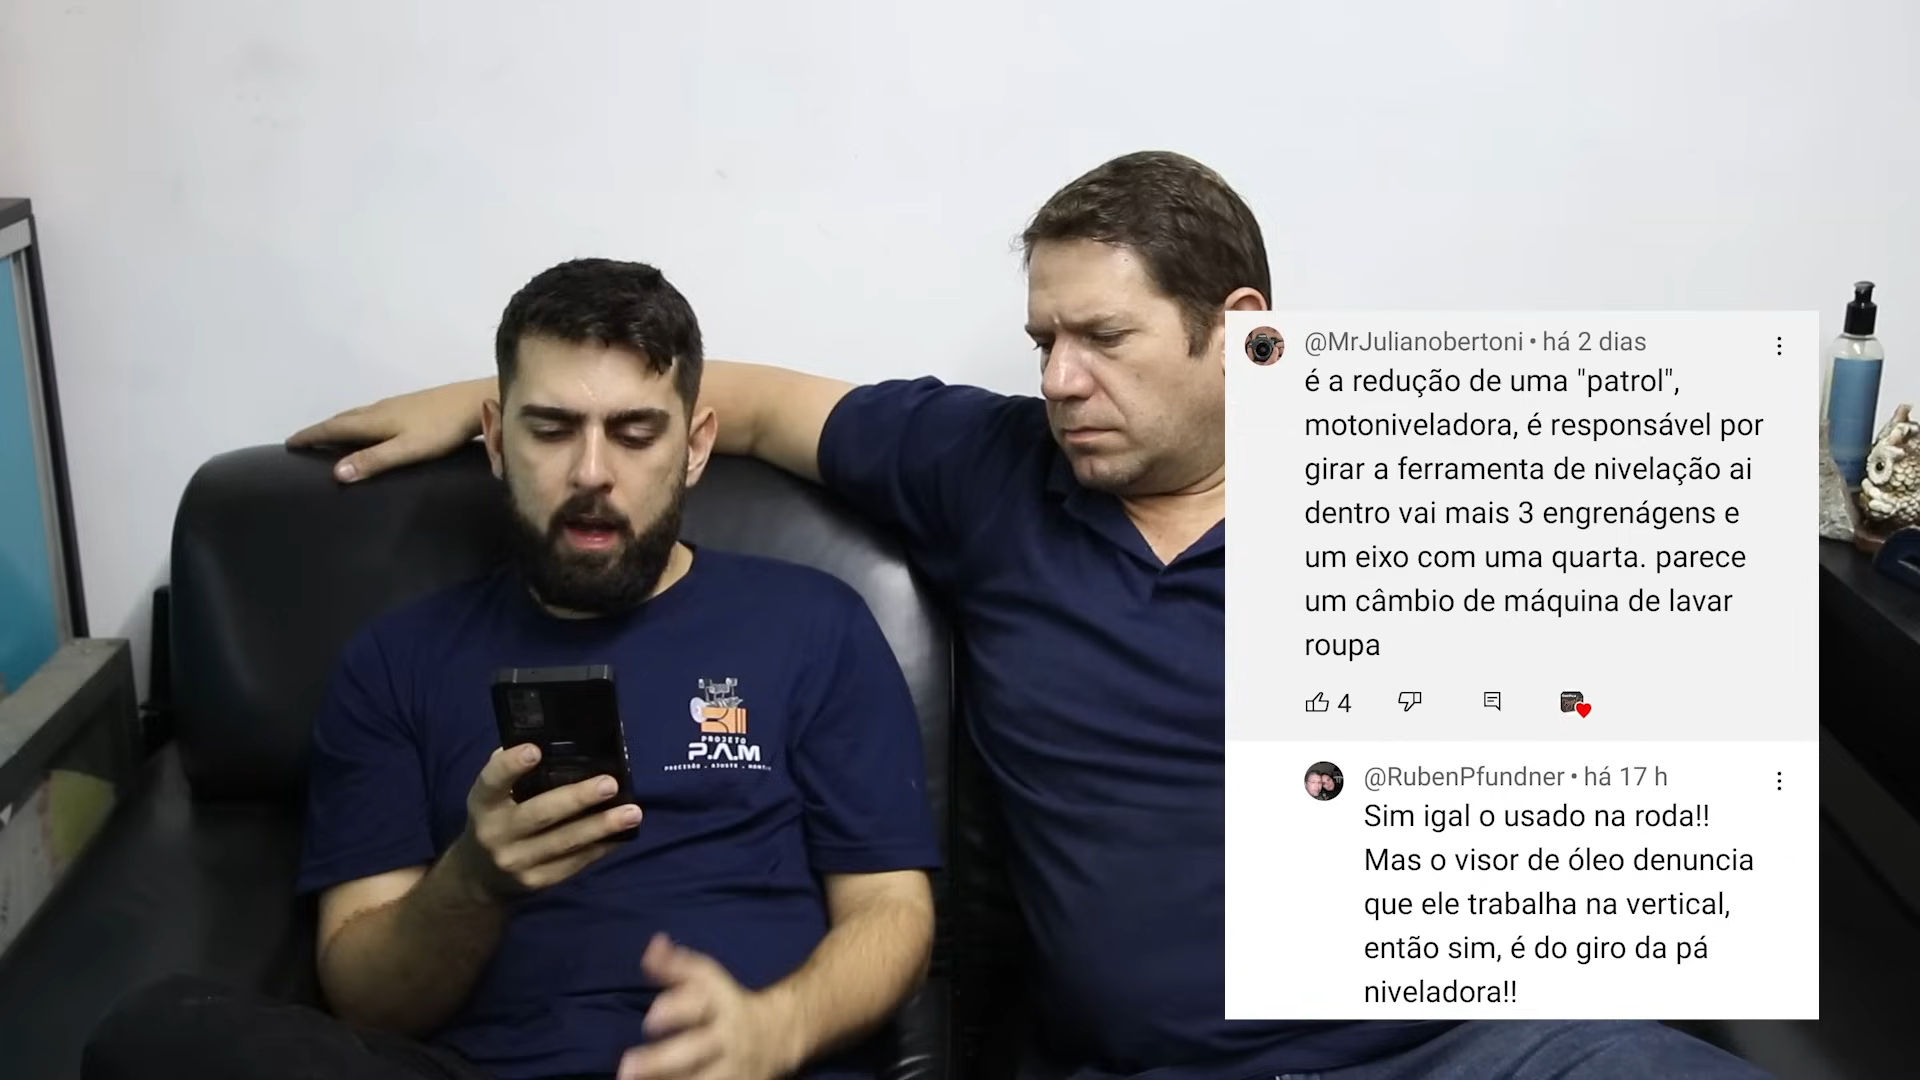 @MrJulianobertoni • há 2 dias
é a redução de uma "patrol",
motoniveladora, é responsável por
girar a ferramenta de nivelação ai
dentro vai mais 3 engrenágens e
um eixo com uma quarta. parece
um câmbio de máquina de lavar
roupa
4
@RubenPfundner • há 17 h
Sim igal o usado na roda!!
Mas o visor de óleo denuncia
que ele trabalha na vertical,
então sim, é do giro da pá
niveladora!!
PROJETO
P.A.M